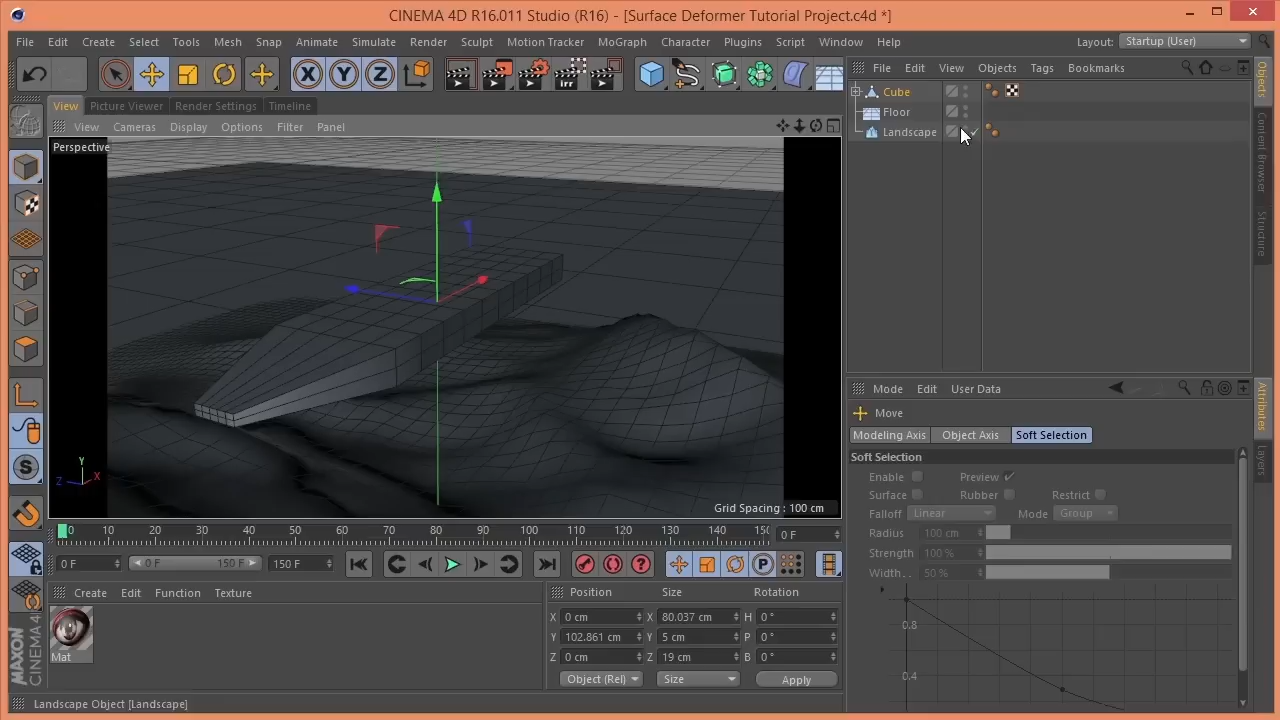 CINEMA 4D R16.011 Studio (R16) - [Surface Deformer Tutorial Project.c4d *]
File Edit Create Select Tools Mesh Snap Animate Simulate Render Sculpt Motion Tracker MoGraph Character Plugins Script Window Help Layout: Startup (User)
X Y Z
File Edit View Objects Tags Bookmarks
Cube
Floor
Landscape
Objects
Content Browser
Structure
View Picture Viewer Render Settings Timeline
View Cameras Display Options Filter Panel
Perspective
Y
Z X
Grid Spacing : 100 cm
S
0 10 20 30 40 50 60 70 80 90 100 110 120 130 140 150 0 F
0 F 0 F 150 F 150 F
P
Create Edit Function Texture
Mat
Position Size Rotation
X 0 cm X 80.037 cm H 0 °
Y 102.861 cm Y 5 cm P 0 °
Z 0 cm Z 19 cm B 0 °
Object (Rel) Size Apply
Mode Edit User Data
Move
Modeling Axis Object Axis Soft Selection
Soft Selection
Enable Preview
Surface Rubber Restrict
Falloff Linear Mode Group
Radius 100 cm
Strength 100 %
Width. . 50 %
0.8
0.4
Attributes
Layers
MAXON
CINEMA 4D
Landscape Object [Landscape]